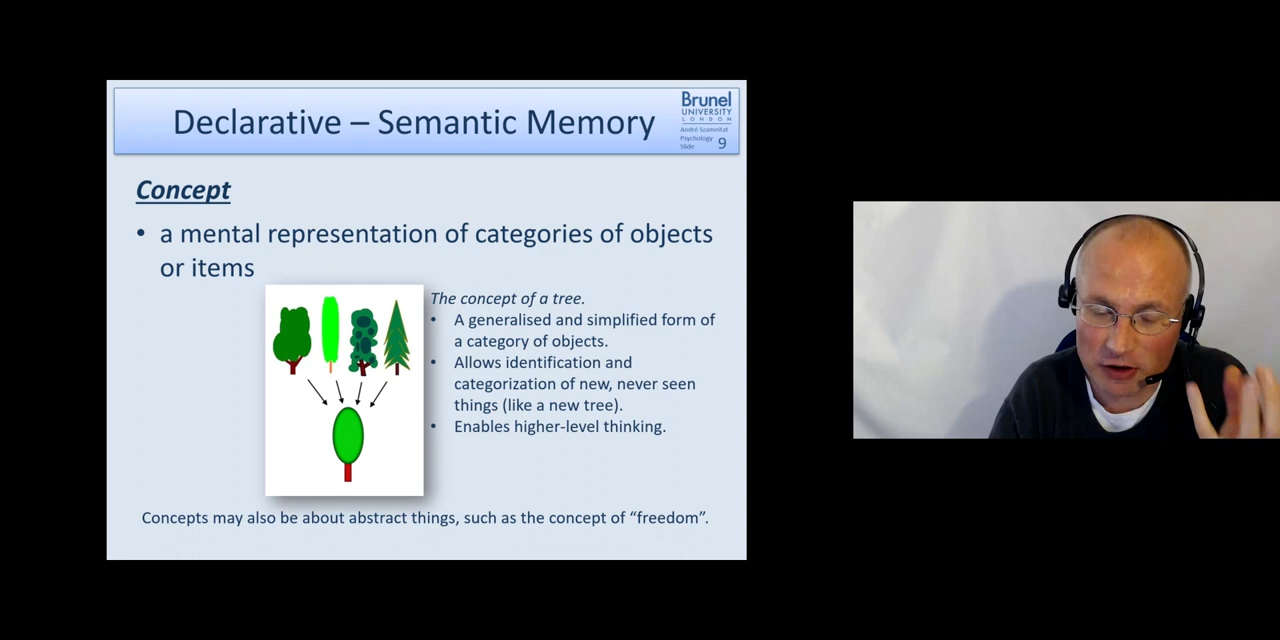 Declarative – Semantic Memory
Brunel
UNIVERSITY
LONDON
André Szameitat
Psychology
Slide 9
Concept
• a mental representation of categories of objects
or items
The concept of a tree.
• A generalised and simplified form of
a category of objects.
• Allows identification and
categorization of new, never seen
things (like a new tree).
• Enables higher-level thinking.
Concepts may also be about abstract things, such as the concept of “freedom”.